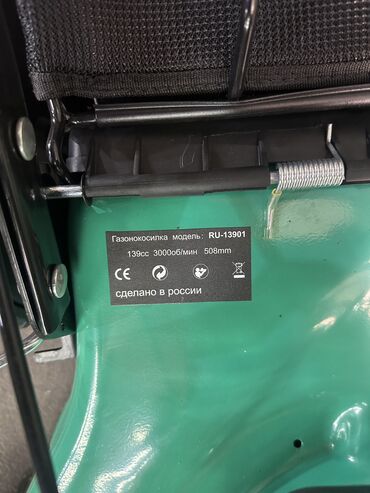 Газонокосилка модель: RU-13901
139cc 3000об/мин 508mm
CE
сделано в россии